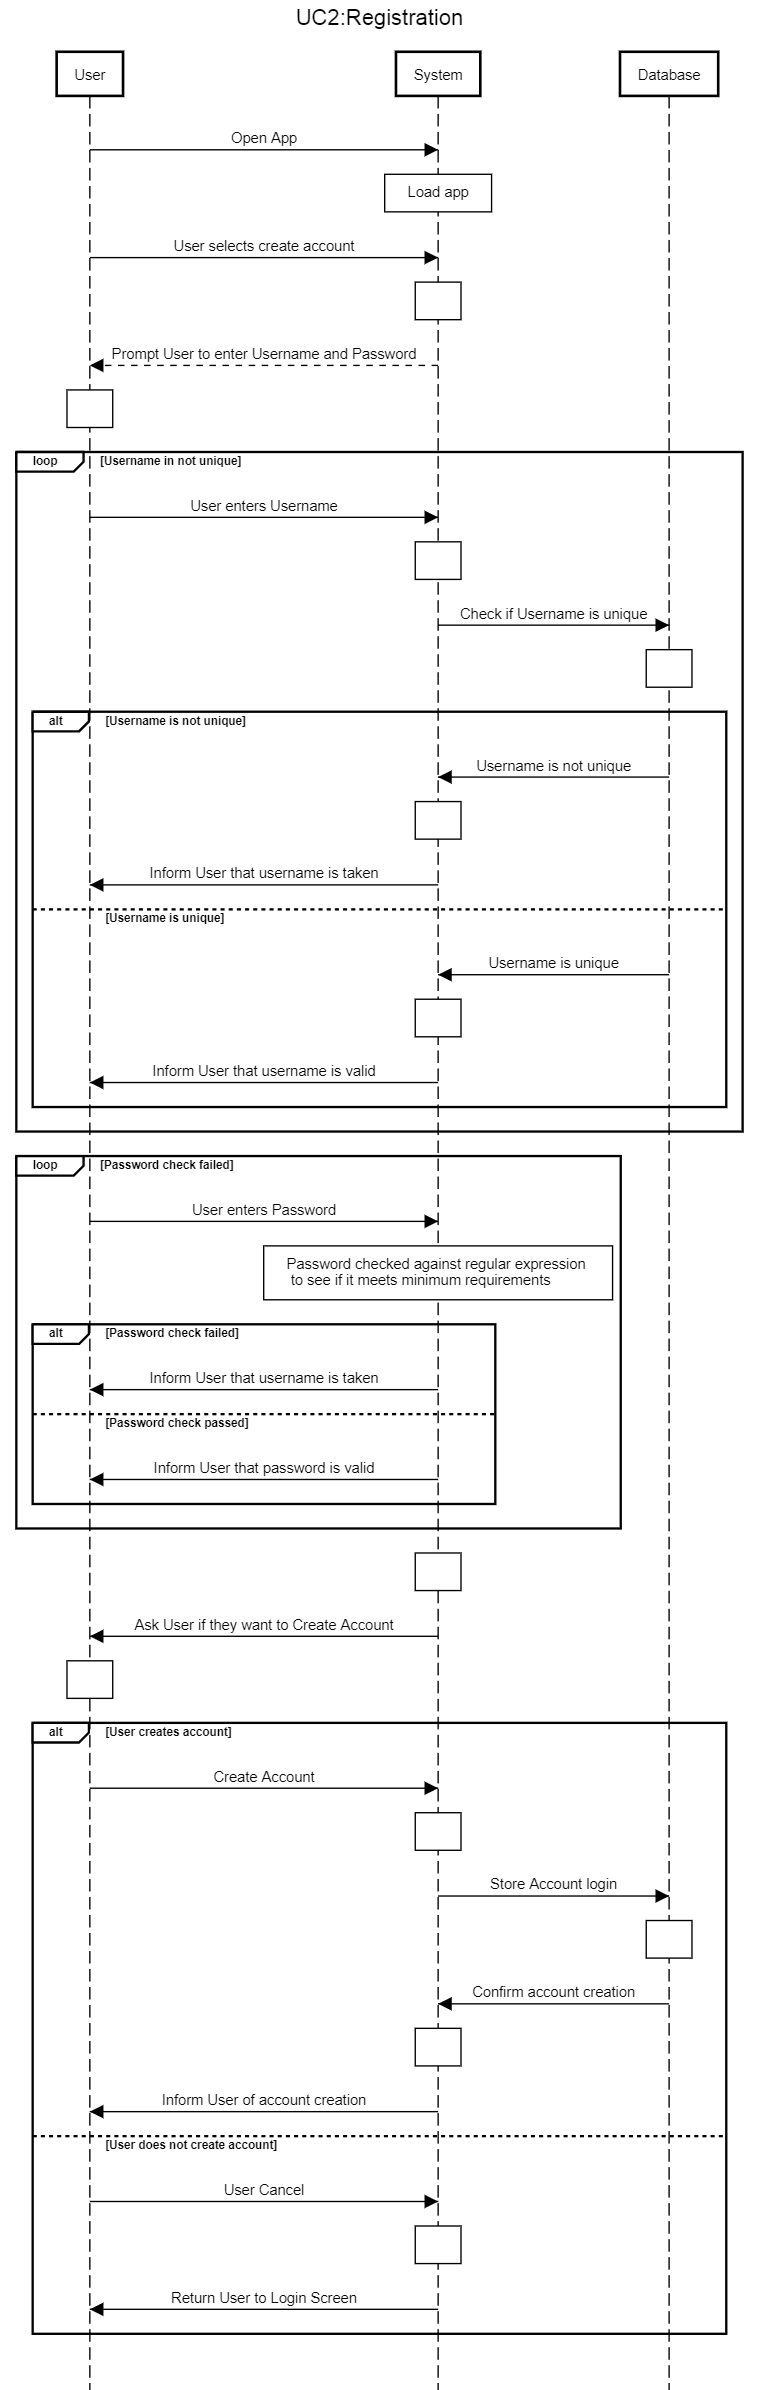 UC2:Registration
User
System
Database
Open App
Load app
User selects create account
Prompt User to enter Username and Password
loop
[Username in not unique]
User enters Username
Check if Username is unique
alt
[Username is not unique]
Username is not unique
Inform User that username is taken
[Username is unique]
Username is unique
Inform User that username is valid
loop
[Password check failed]
User enters Password
Password checked against regular expression
to see if it meets minimum requirements
alt
[Password check failed]
Inform User that username is taken
[Password check passed]
Inform User that password is valid
Ask User if they want to Create Account
alt
[User creates account]
Create Account
Store Account login
Confirm account creation
Inform User of account creation
[User does not create account]
User Cancel
Return User to Login Screen